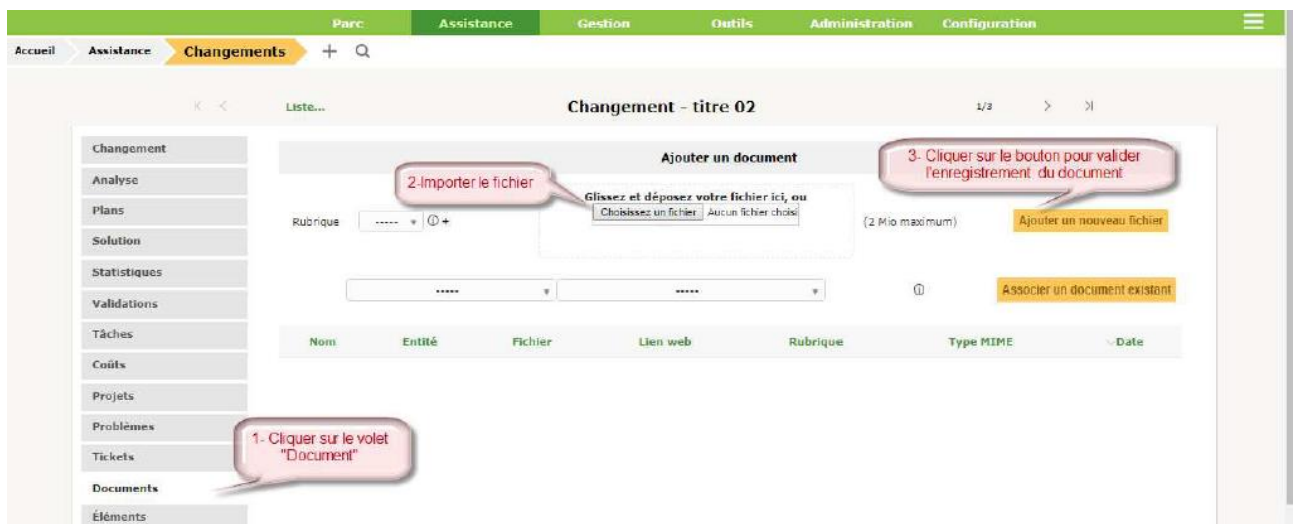 Parc Assistance Gestion Outils Administration Configuration
Accueil Assistance Changements
Liste... Changement - titre 02 1/3
Changement
Analyse
Plans
Solution
Statistiques
Validations
Tâches
Coûts
Projets
Problèmes
Tickets
Documents
Éléments
Ajouter un document
2-Importer le fichier
3- Cliquer sur le bouton pour valider
l'enregistrement du document
Glissez et déposez votre fichier ici, ou
Rubrique ----- Choisissez un fichier Aucun fichier choisi (2 Mio maximum) Ajouter un nouveau fichier
----- ----- Associer un document existant
Nom Entité Fichier Lien web Rubrique Type MIME Date
1- Cliquer sur le volet
"Document"